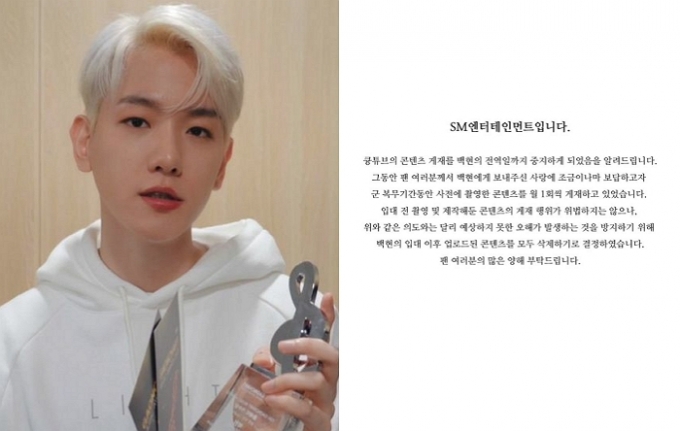 LIGHT
SM엔터테인먼트입니다.
큥튜브의 콘텐츠 게재를 백현의 전역일까지 중지하게 되었음을 알려드립니다.
그동안 팬 여러분께서 백현에게 보내주신 사랑에 조금이나마 보답하고자
군 복무기간동안 사전에 촬영한 콘텐츠를 월 1회씩 게재하고 있었습니다.
입대 전 촬영 및 제작해둔 콘텐츠의 게재 행위가 위법하지는 않으나,
위와 같은 의도와는 달리 예상하지 못한 오해가 발생하는 것을 방지하기 위해
백현의 입대 이후 업로드된 콘텐츠를 모두 삭제하기로 결정하였습니다.
팬 여러분의 많은 양해 부탁드립니다.